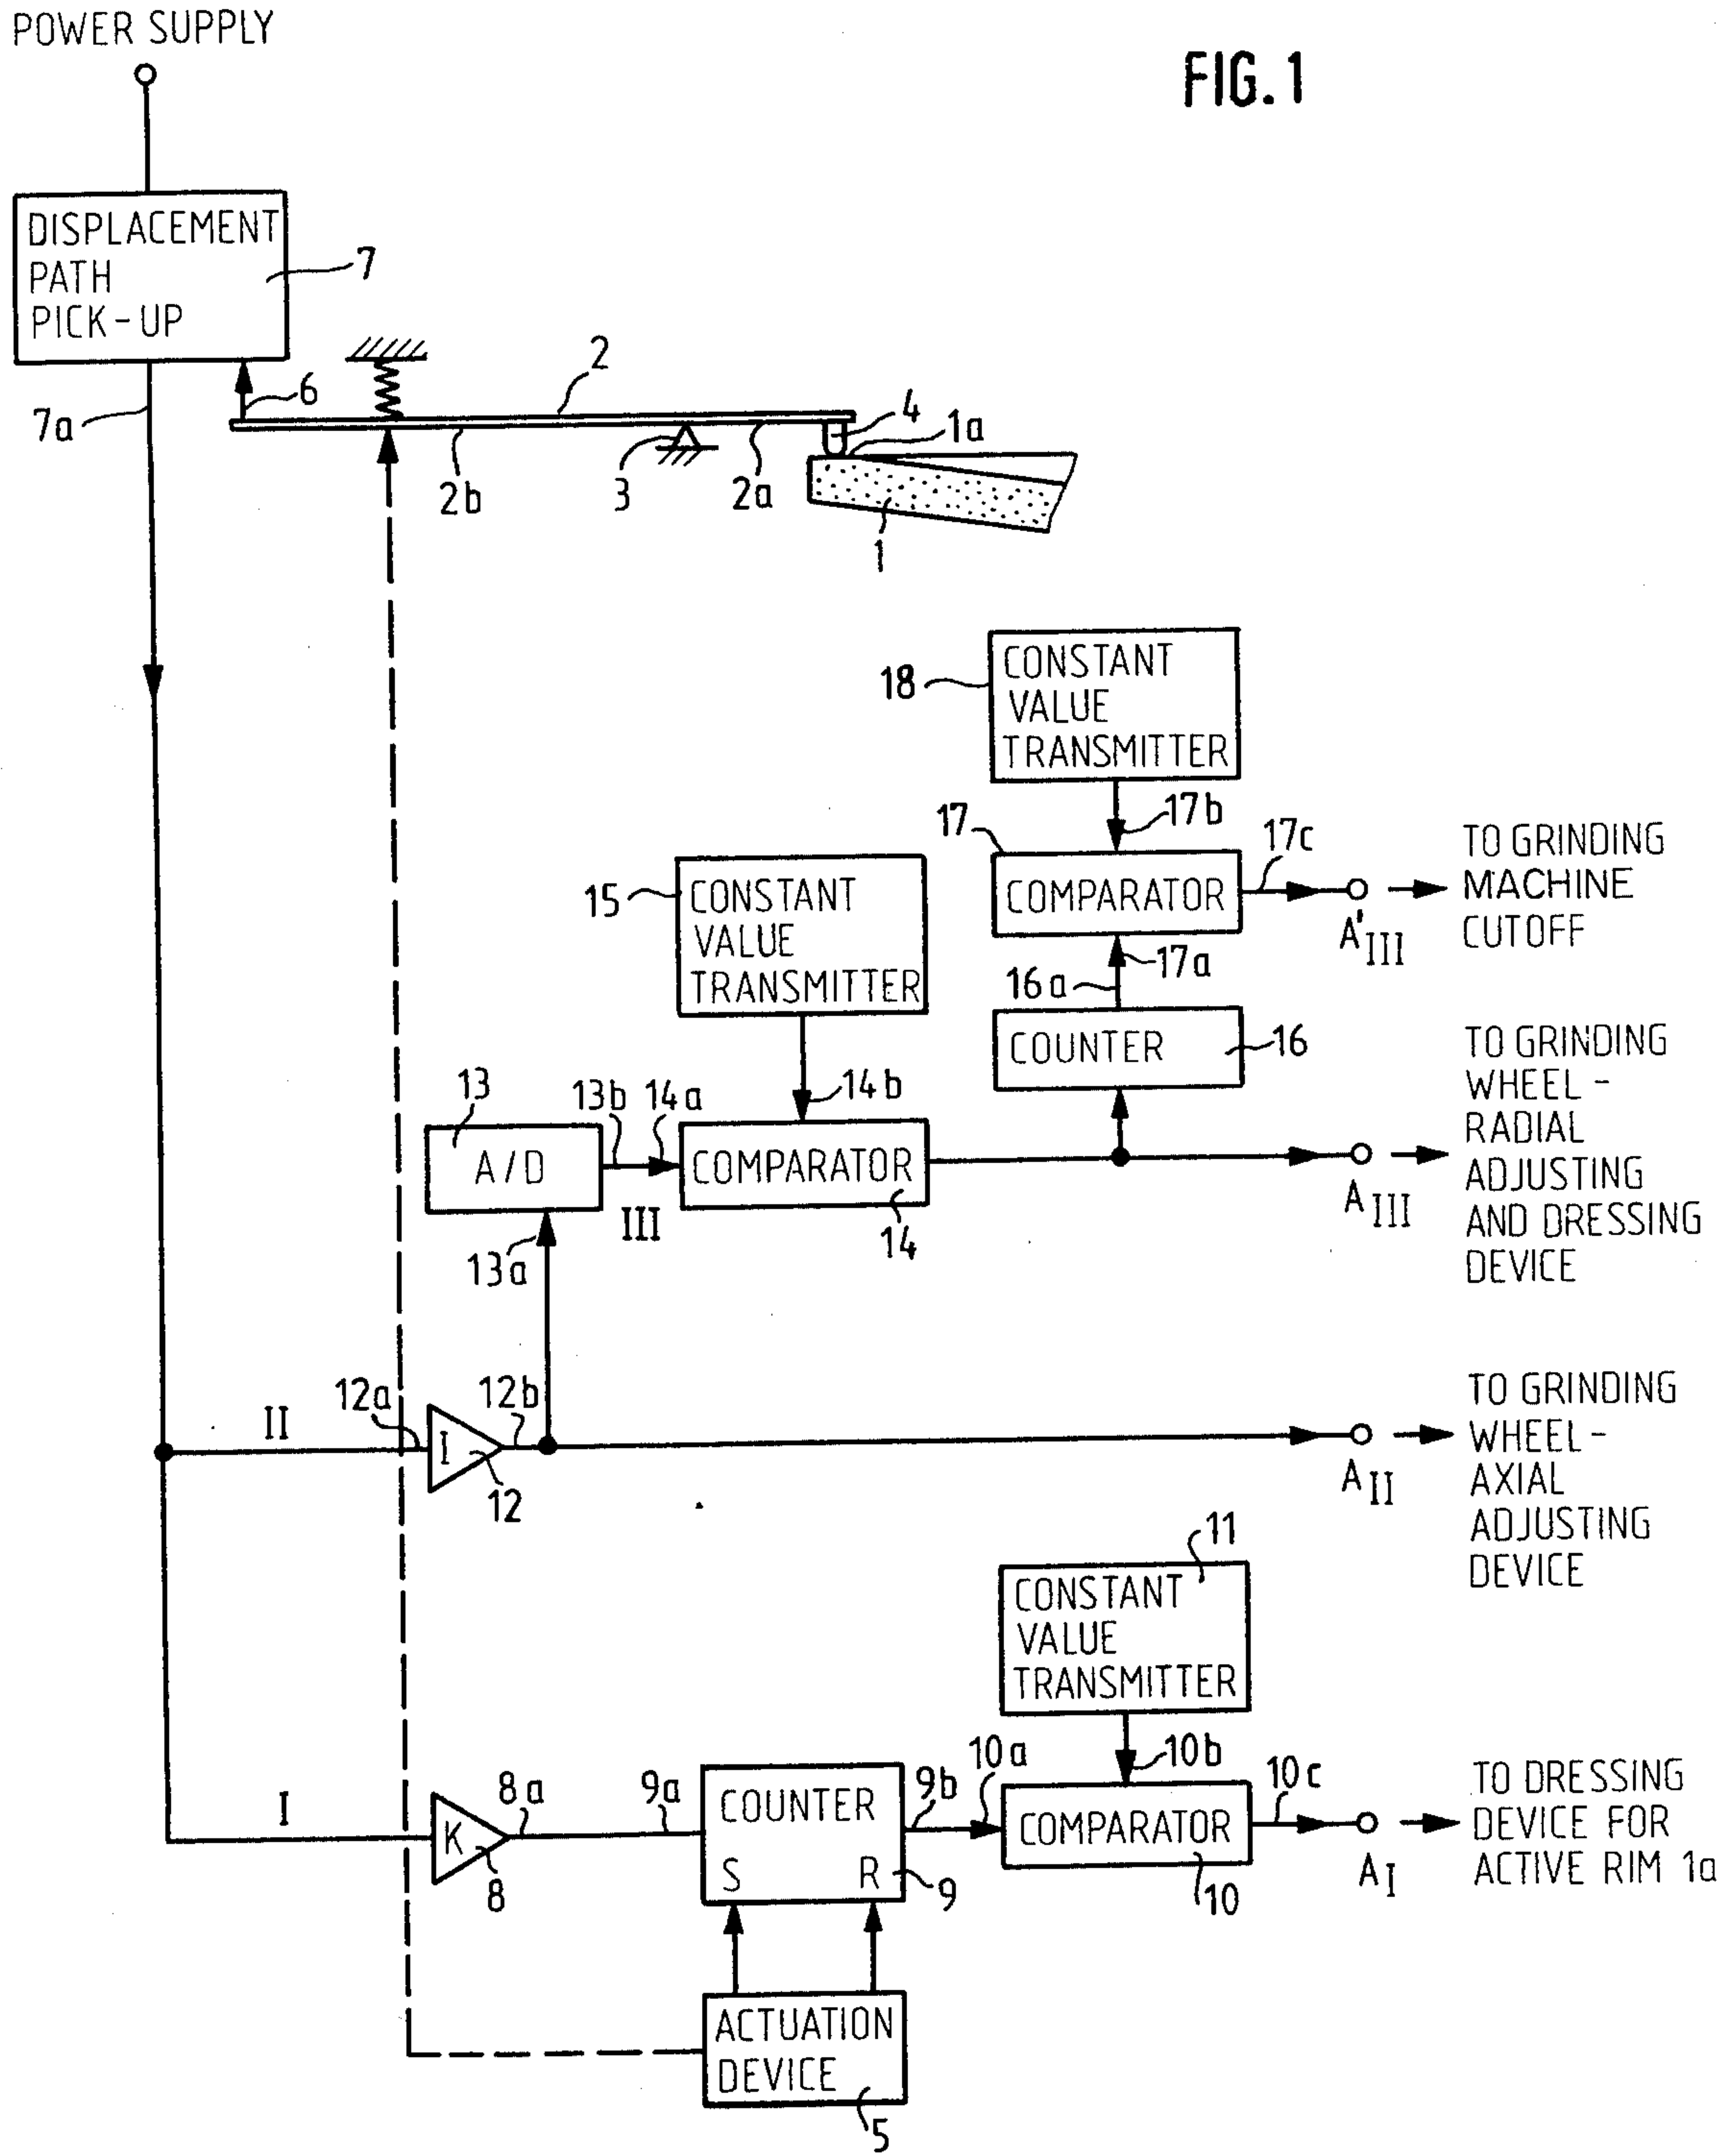 POWER SUPPLY
FIG. 1
DISPLACEMENT
PATH
PICK-UP
7
7a
6
2
4
1a
2b
3
2a
1
18
CONSTANT
VALUE
TRANSMITTER
17b
17
COMPARATOR
17c
A'III
TO GRINDING
MACHINE
CUTOFF
17a
16a
COUNTER
16
15
CONSTANT
VALUE
TRANSMITTER
14b
13
A/D
13b
14a
III
COMPARATOR
14
13a
AIII
TO GRINDING
WHEEL-
RADIAL
ADJUSTING
AND DRESSING
DEVICE
II
12a
I
12
12b
AII
TO GRINDING
WHEEL-
AXIAL
ADJUSTING
DEVICE
11
CONSTANT
VALUE
TRANSMITTER
10b
I
K
8
8a
9a
COUNTER
S R
9
9b
10a
COMPARATOR
10
10c
AI
TO DRESSING
DEVICE FOR
ACTIVE RIM 1a
ACTUATION
DEVICE
5